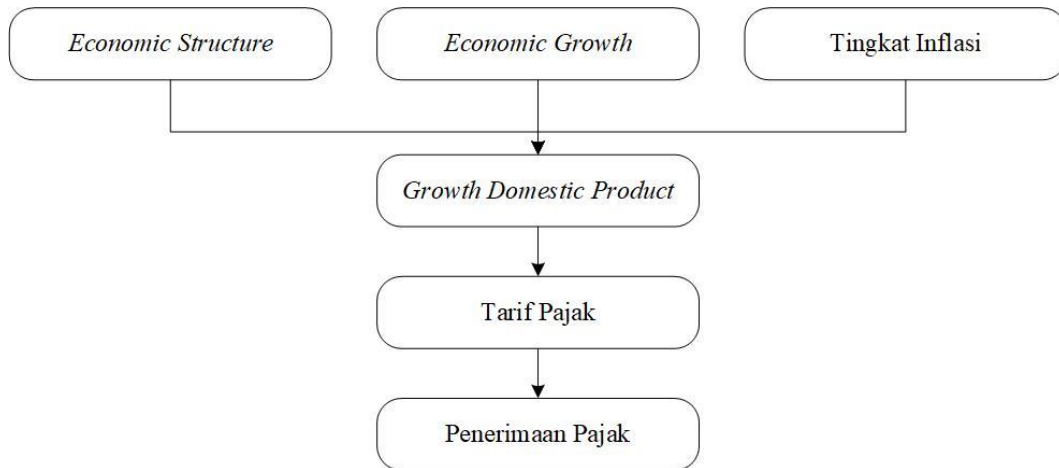 Economic Structure
Economic Growth
Tingkat Inflasi
Growth Domestic Product
Tarif Pajak
Penerimaan Pajak